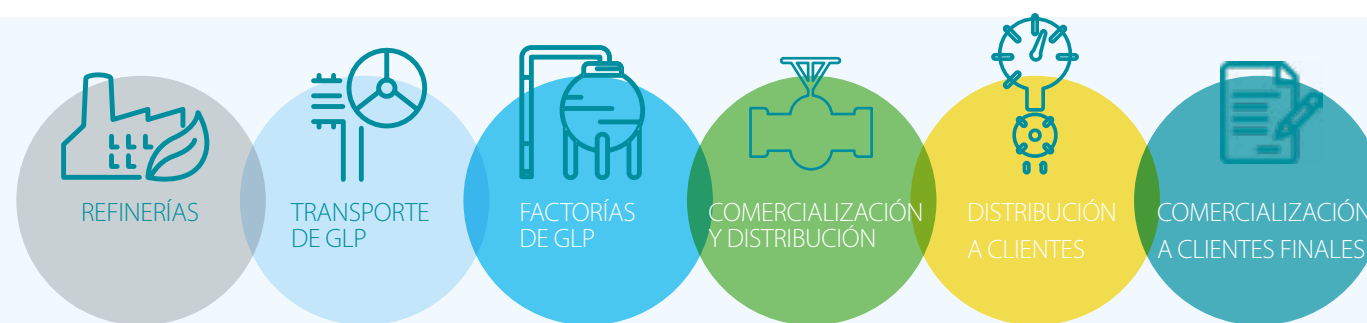 REFINERÍAS
TRANSPORTE
DE GLP
FACTORÍAS
DE GLP
COMERCIALIZACIÓN
Y DISTRIBUCIÓN
DISTRIBUCIÓN
A CLIENTES
COMERCIALIZACIÓN
A CLIENTES FINALES